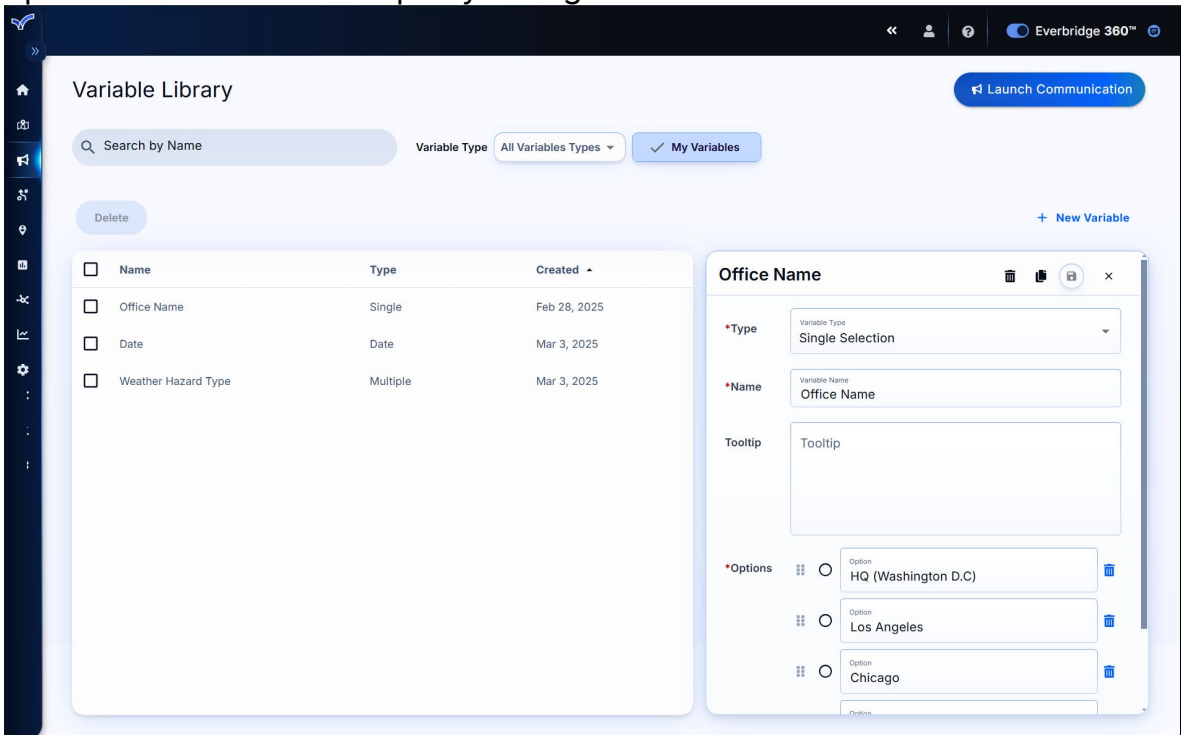 Everbridge 360™
Variable Library
Launch Communication
Search by Name
Variable Type
All Variables Types
My Variables
Delete
+ New Variable
Name Type Created
Office Name Single Feb 28, 2025
Date Date Mar 3, 2025
Weather Hazard Type Multiple Mar 3, 2025
Office Name
*Type
Variable Type
Single Selection
*Name
Variable Name
Office Name
Tooltip
Tooltip
*Options
Option
HQ (Washington D.C)
Option
Los Angeles
Option
Chicago
Option